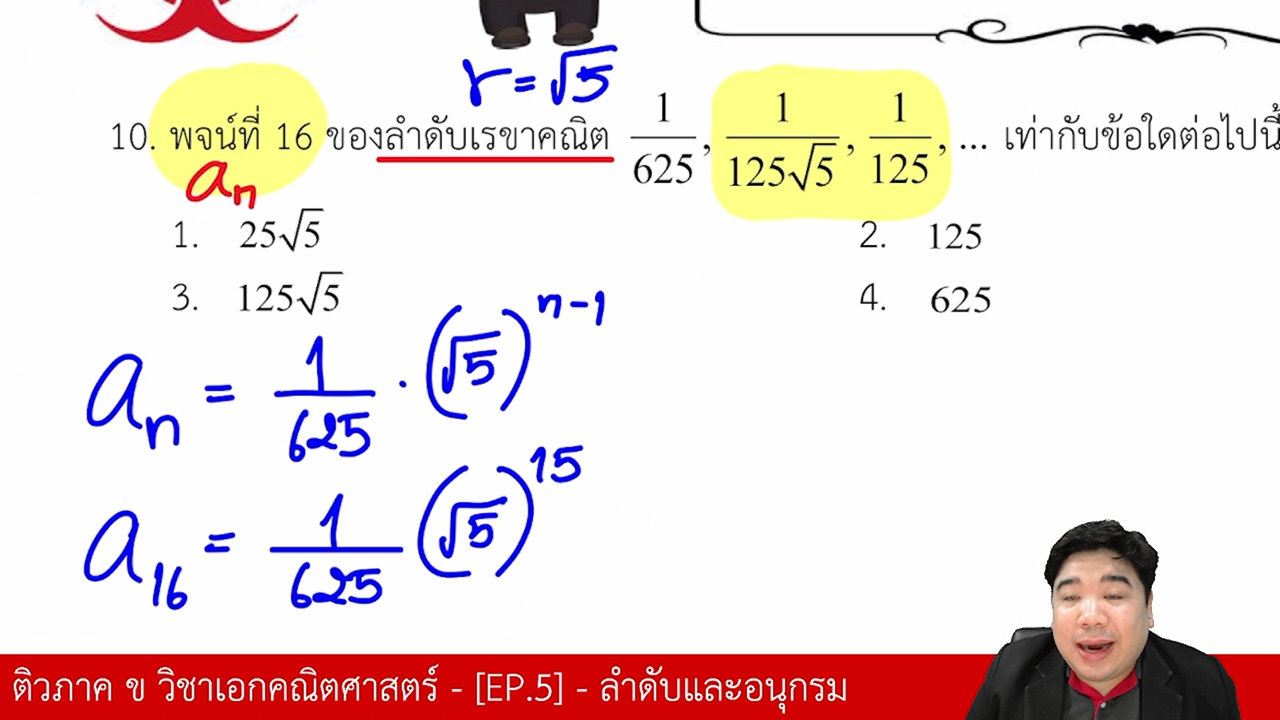 r = √5
10. พจน์ที่ 16 ของลำดับเรขาคณิต 1/625, 1/125√5, 1/125, ... เท่ากับข้อใดต่อไปนี้
aₙ
1. 25√5 2. 125
3. 125√5 4. 625
aₙ = 1/625 · (√5)ⁿ⁻¹
a₁₆ = 1/625 (√5)¹⁵
ติวภาค ข วิชาเอกคณิตศาสตร์ - [EP.5] - ลำดับและอนุกรม